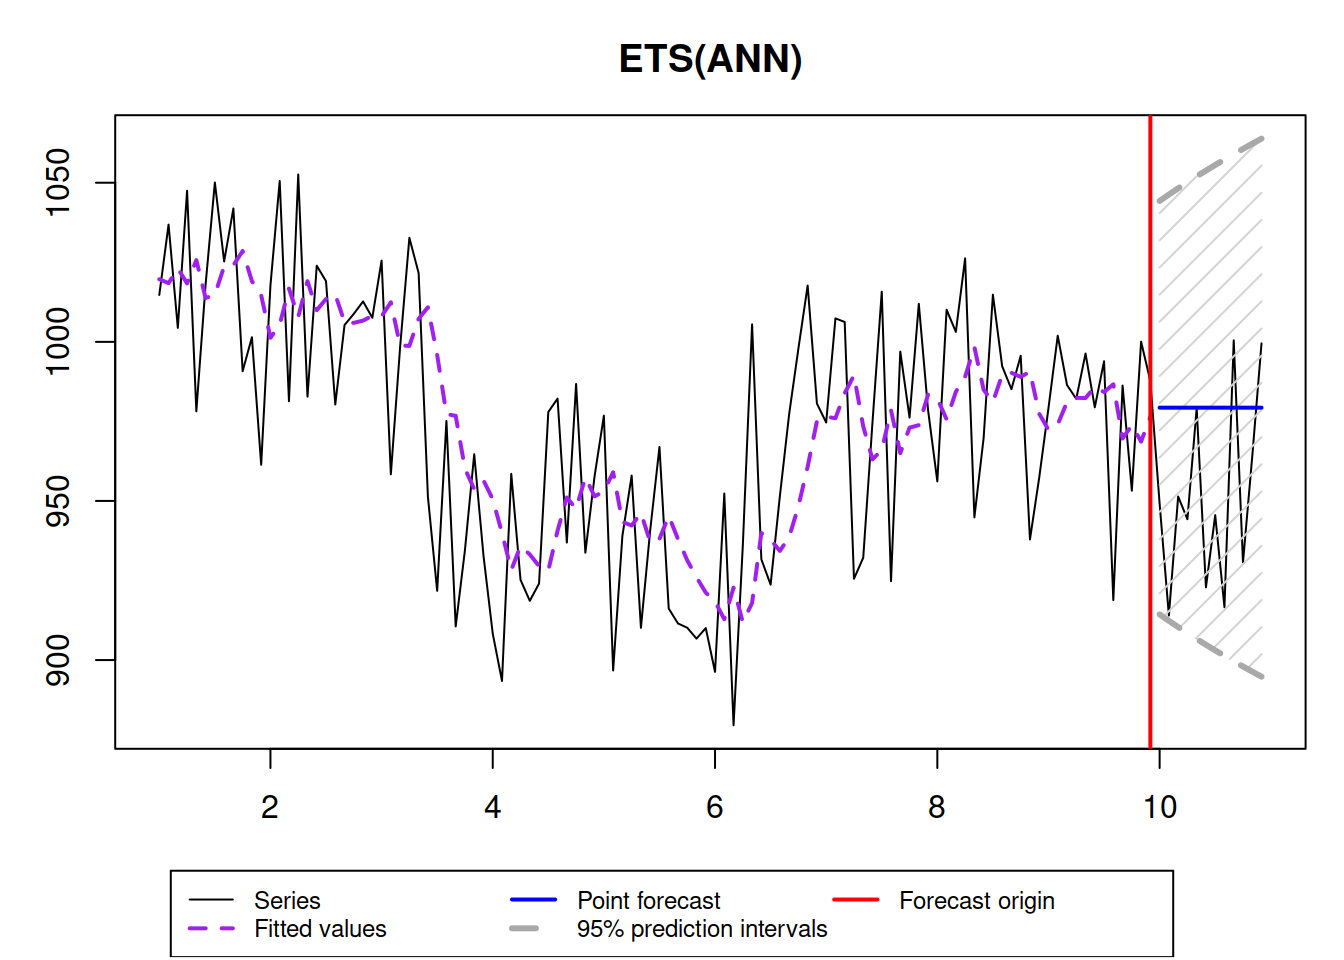 ETS(ANN)
1050
1000
950
900
2 4 6 8 10
Series Point forecast Forecast origin
Fitted values 95% prediction intervals